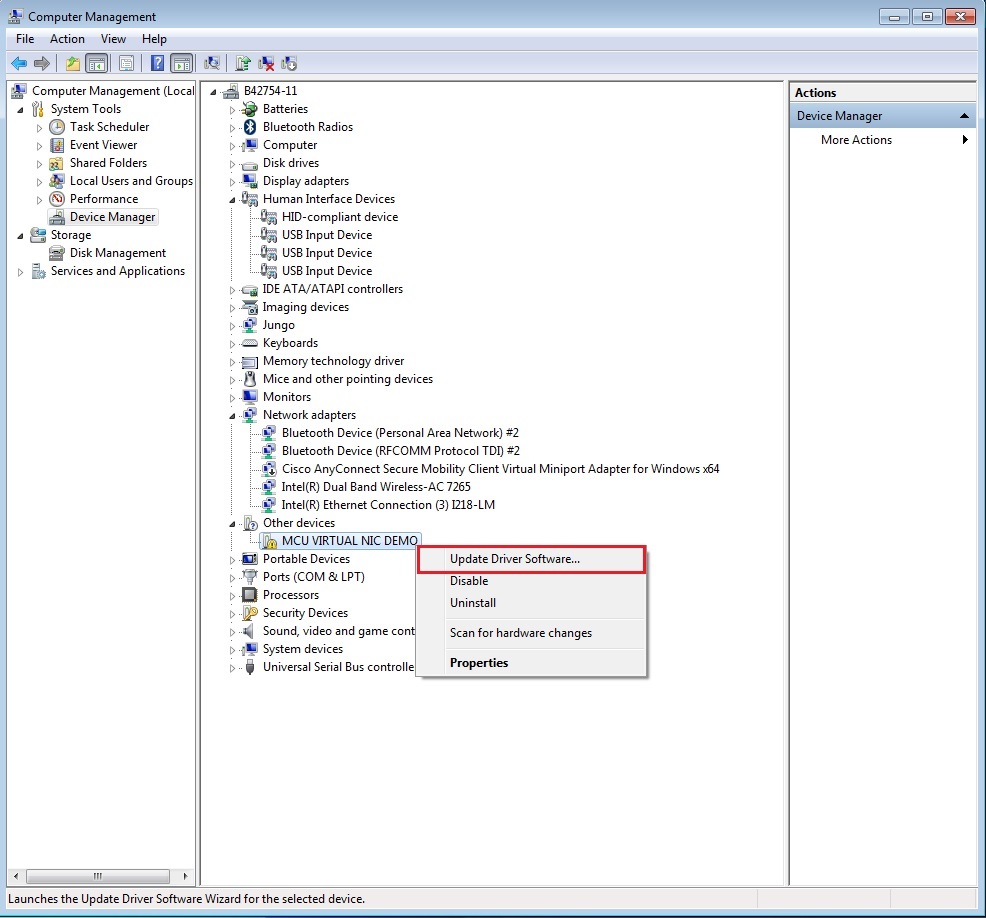 Computer Management
File Action View Help
Computer Management (Local
System Tools
Task Scheduler
Event Viewer
Shared Folders
Local Users and Groups
Performance
Device Manager
Storage
Disk Management
Services and Applications
B42754-11
Batteries
Bluetooth Radios
Computer
Disk drives
Display adapters
Human Interface Devices
HID-compliant device
USB Input Device
USB Input Device
USB Input Device
IDE ATA/ATAPI controllers
Imaging devices
Jungo
Keyboards
Memory technology driver
Mice and other pointing devices
Monitors
Network adapters
Bluetooth Device (Personal Area Network) #2
Bluetooth Device (RFCOMM Protocol TDI) #2
Cisco AnyConnect Secure Mobility Client Virtual Miniport Adapter for Windows x64
Intel(R) Dual Band Wireless-AC 7265
Intel(R) Ethernet Connection (3) I218-LM
Other devices
MCU VIRTUAL NIC DEMO
Portable Devices
Ports (COM & LPT)
Processors
Security Devices
Sound, video and game cont
System devices
Universal Serial Bus controlle
Update Driver Software...
Disable
Uninstall
Scan for hardware changes
Properties
Actions
Device Manager
More Actions
Launches the Update Driver Software Wizard for the selected device.